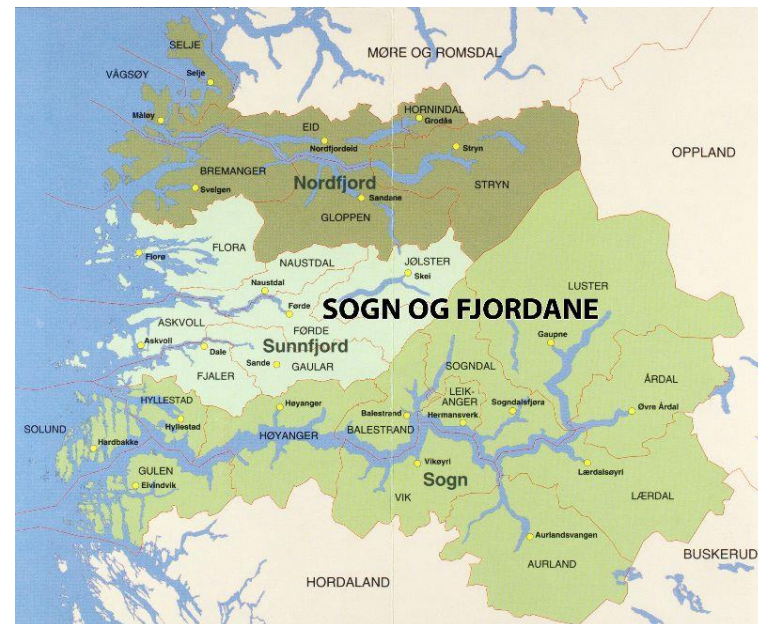 SELJE
MØRE OG ROMSDAL
VÅGSØY
Selje
HORNINDAL
Måløy
EID
Grodås
Nordfjordeid
Stryn
OPPLAND
BREMANGER
Nordfjord
STRYN
Svelgen
Sandane
GLOPPEN
FLORA
Florø
NAUSTDAL
JØLSTER
Skei
Naustdal
LUSTER
SOGN OG FJORDANE
Førde
ASKVOLL
FØRDE
Gaupne
Askvoll
Dale
Sunnfjord
Sande
GAULAR
SOGNDAL
FJALER
ÅRDAL
HYLLESTAD
LEIK-
ANGER
Høyanger
Balestrand
Hermansverk
Sogndalsfjøra
Øvre Årdal
SOLUND
Hyllestad
HØYANGER
BALESTRAND
Hardbakke
Vikøyri
Lærdalsøyri
GULEN
Sogn
Eivindvik
VIK
LÆRDAL
Aurlandsvangen
BUSKERUD
AURLAND
HORDALAND